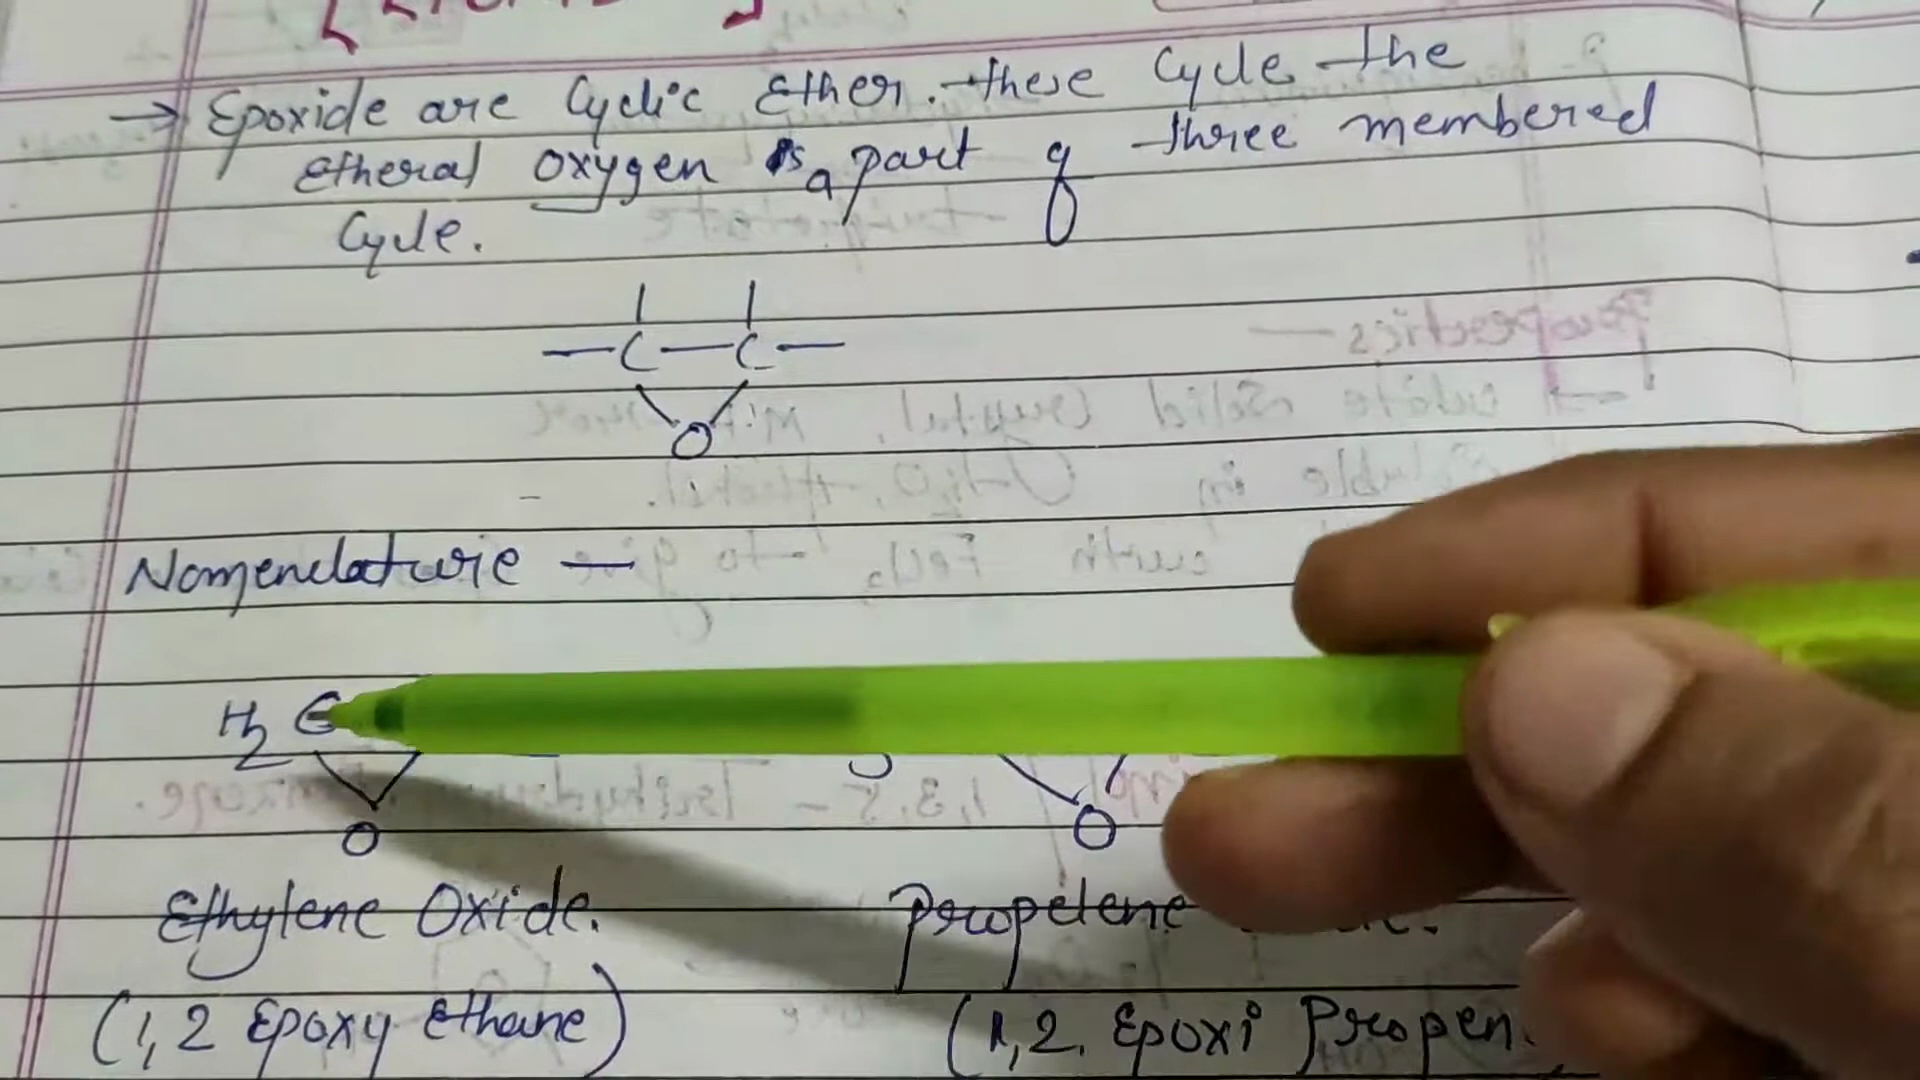 → Epoxide are Cyclic Ether. these Cycle the
Etheral oxygen is a part of three membered
Cycle.
— C — C —
O
Nomenclature —
H2 C
O
O
Ethylene Oxide.
Propelene
(1,2 Epoxy Ethane)
(1,2. Epoxi Propen.